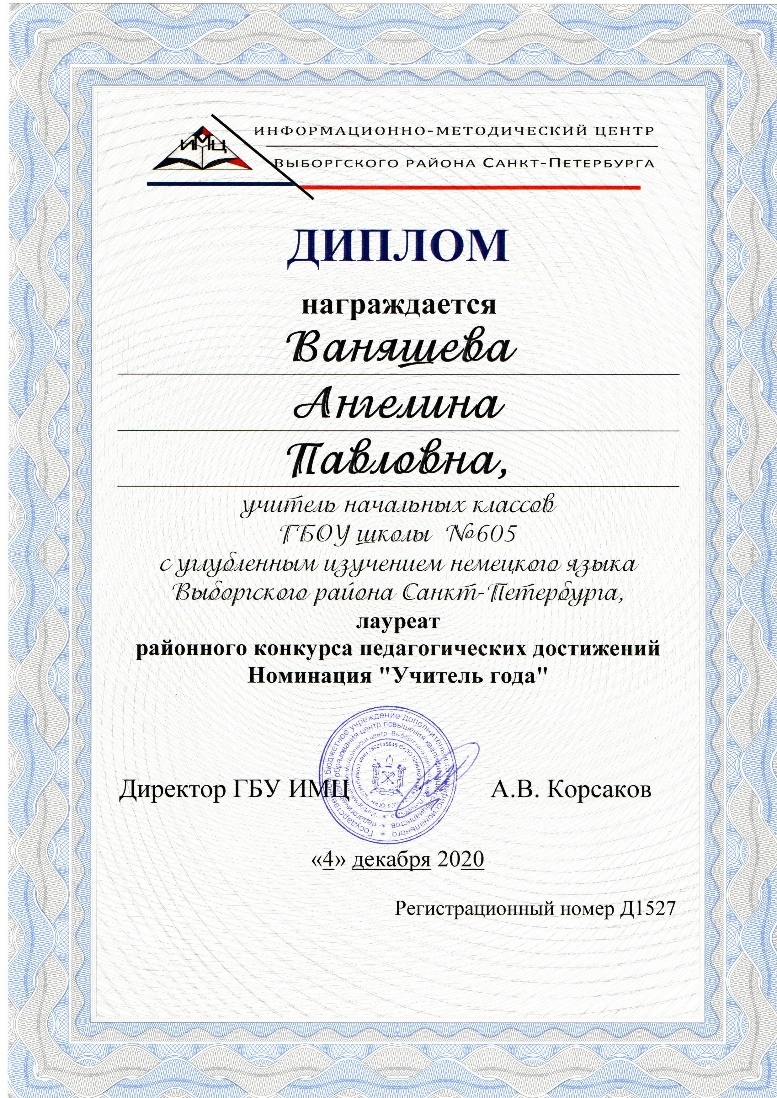 ИМЦ
ИНФОРМАЦИОННО-МЕТОДИЧЕСКИЙ ЦЕНТР
ВЫБОРГСКОГО РАЙОНА САНКТ-ПЕТЕРБУРГА
ДИПЛОМ
награждается
Ваняшева
Ангелина
Павловна,
учитель начальных классов
ГБОУ школы №605
с углубленным изучением немецкого языка
Выборгского района Санкт-Петербурга,
лауреат
районного конкурса педагогических достижений
Номинация "Учитель года"
Директор ГБУ ИМЦ А.В. Корсаков
«4» декабря 2020
Регистрационный номер Д1527